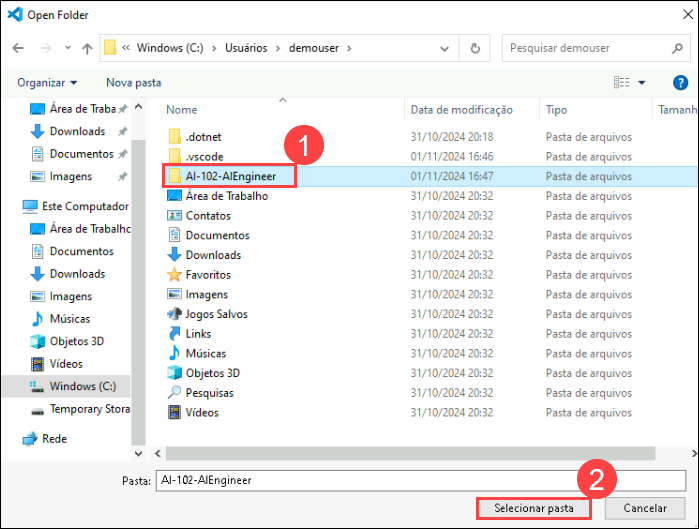 Open Folder
« Windows (C:) > Usuários > demouser >
Pesquisar demouser
Organizar
Nova pasta
?
Área de Traba
Downloads
Documentos
Imagens
Este Computador
Área de Trabalho
Documentos
Downloads
Imagens
Músicas
Objetos 3D
Vídeos
Windows (C:)
Temporary Stora
Rede
Nome Data de modificação Tipo Tamanh
.dotnet 31/10/2024 20:18 Pasta de arquivos
1
.vscode 01/11/2024 16:46 Pasta de arquivos
AI-102-AIEngineer 01/11/2024 16:47 Pasta de arquivos
Área de Trabalho 31/10/2024 20:32 Pasta de arquivos
Contatos 31/10/2024 20:32 Pasta de arquivos
Documentos 31/10/2024 20:32 Pasta de arquivos
Downloads 31/10/2024 20:32 Pasta de arquivos
Favoritos 31/10/2024 20:32 Pasta de arquivos
Imagens 31/10/2024 20:32 Pasta de arquivos
Jogos Salvos 31/10/2024 20:32 Pasta de arquivos
Links 31/10/2024 20:32 Pasta de arquivos
Músicas 31/10/2024 20:32 Pasta de arquivos
Objetos 3D 31/10/2024 20:32 Pasta de arquivos
Pesquisas 31/10/2024 20:32 Pasta de arquivos
Vídeos 31/10/2024 20:32 Pasta de arquivos
Pasta: AI-102-AIEngineer
2
Selecionar pasta
Cancelar